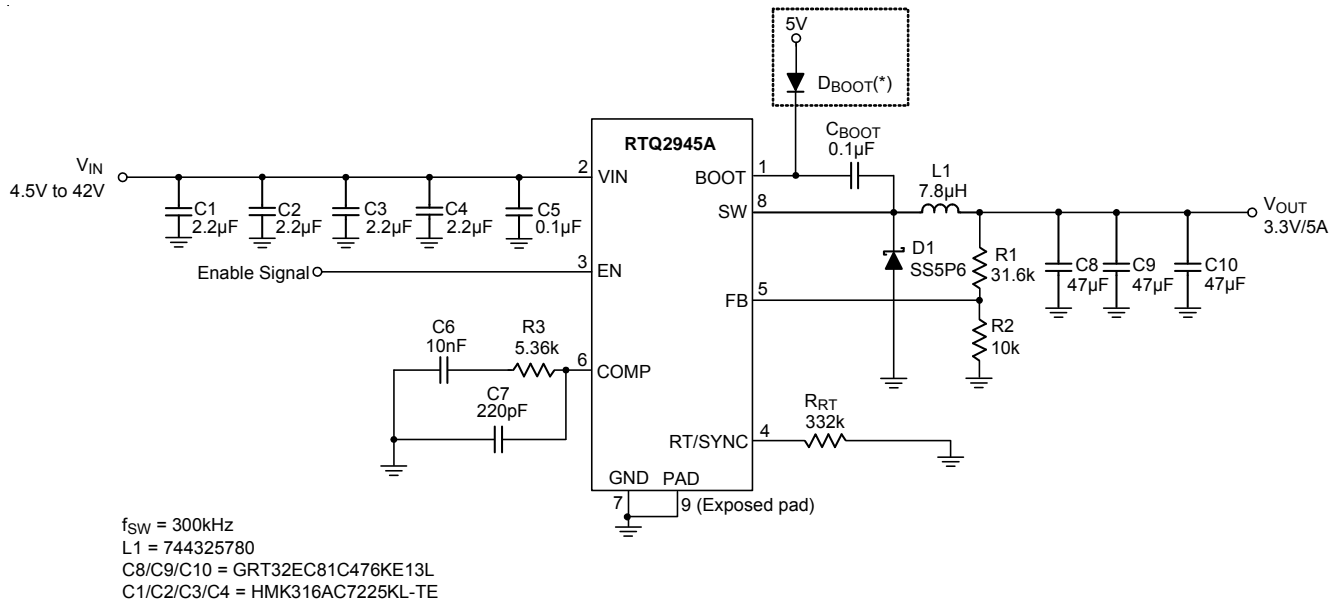 5V
DBOOT(*)
RTQ2945A
CBOOT
0.1µF
VIN
4.5V to 42V
2
VIN
BOOT
1
L1
7.8µH
C1
2.2µF
C2
2.2µF
C3
2.2µF
C4
2.2µF
C5
0.1µF
SW
8
VOUT
3.3V/5A
Enable Signal
3
EN
D1
SS5P6
R1
31.6k
C8
47µF
C9
47µF
C10
47µF
FB
5
R2
10k
C6
10nF
R3
5.36k
6
COMP
C7
220pF
RRT
332k
RT/SYNC
4
GND
PAD
7
9 (Exposed pad)
fSW = 300kHz
L1 = 744325780
C8/C9/C10 = GRT32EC81C476KE13L
C1/C2/C3/C4 = HMK316AC7225KL-TE